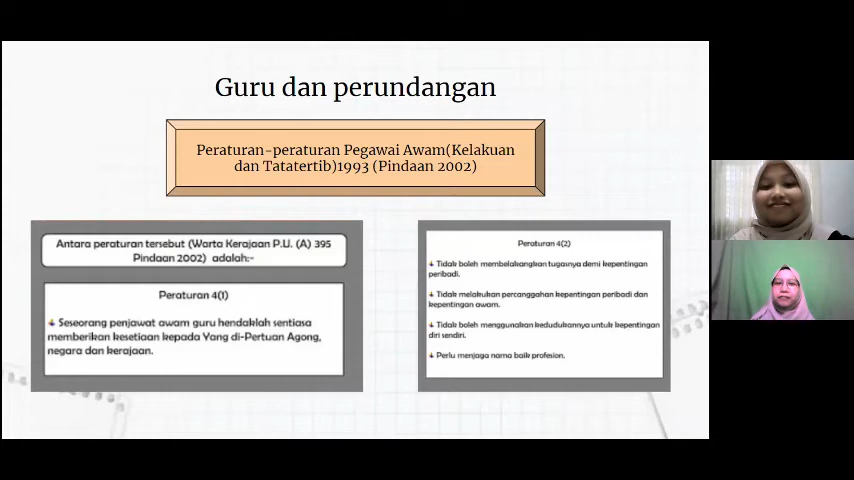 Guru dan perundangan
Peraturan-peraturan Pegawai Awam(Kelakuan
dan Tatatertib)1993 (Pindaan 2002)
Antara peraturan tersebut (Warta Kerajaan P.U. (A) 395
Pindaan 2002) adalah:-
Peraturan 4(1)
Seseorang penjawat awam guru hendaklah sentiasa
memberikan kesetiaan kepada Yang di-Pertuan Agong,
negara dan kerajaan.
Peraturan 4(2)
Tidak boleh membelakangkan tugasnya demi kepentingan
peribadi.
Tidak melakukan percanggahan kepentingan peribadi dan
kepentingan awam.
Tidak boleh menggunakan kedudukannya untuk kepentingan
diri sendiri.
Perlu menjaga nama baik profesion.